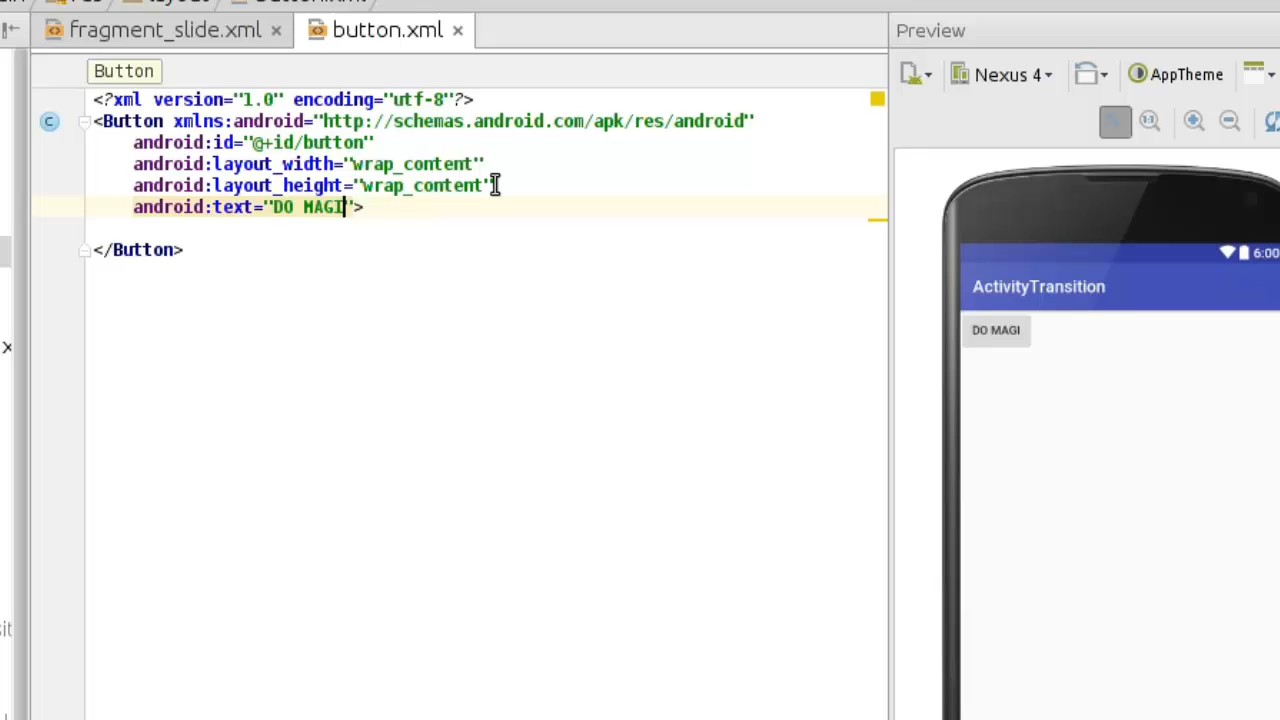 fragment_slide.xml
button.xml
Preview
Button
Nexus 4
AppTheme
<?xml version="1.0" encoding="utf-8"?>
<Button xmlns:android="http://schemas.android.com/apk/res/android"
android:id="@+id/button"
android:layout_width="wrap_content"
android:layout_height="wrap_content"
android:text="DO MAGI">
</Button>
6:00
ActivityTransition
DO MAGI